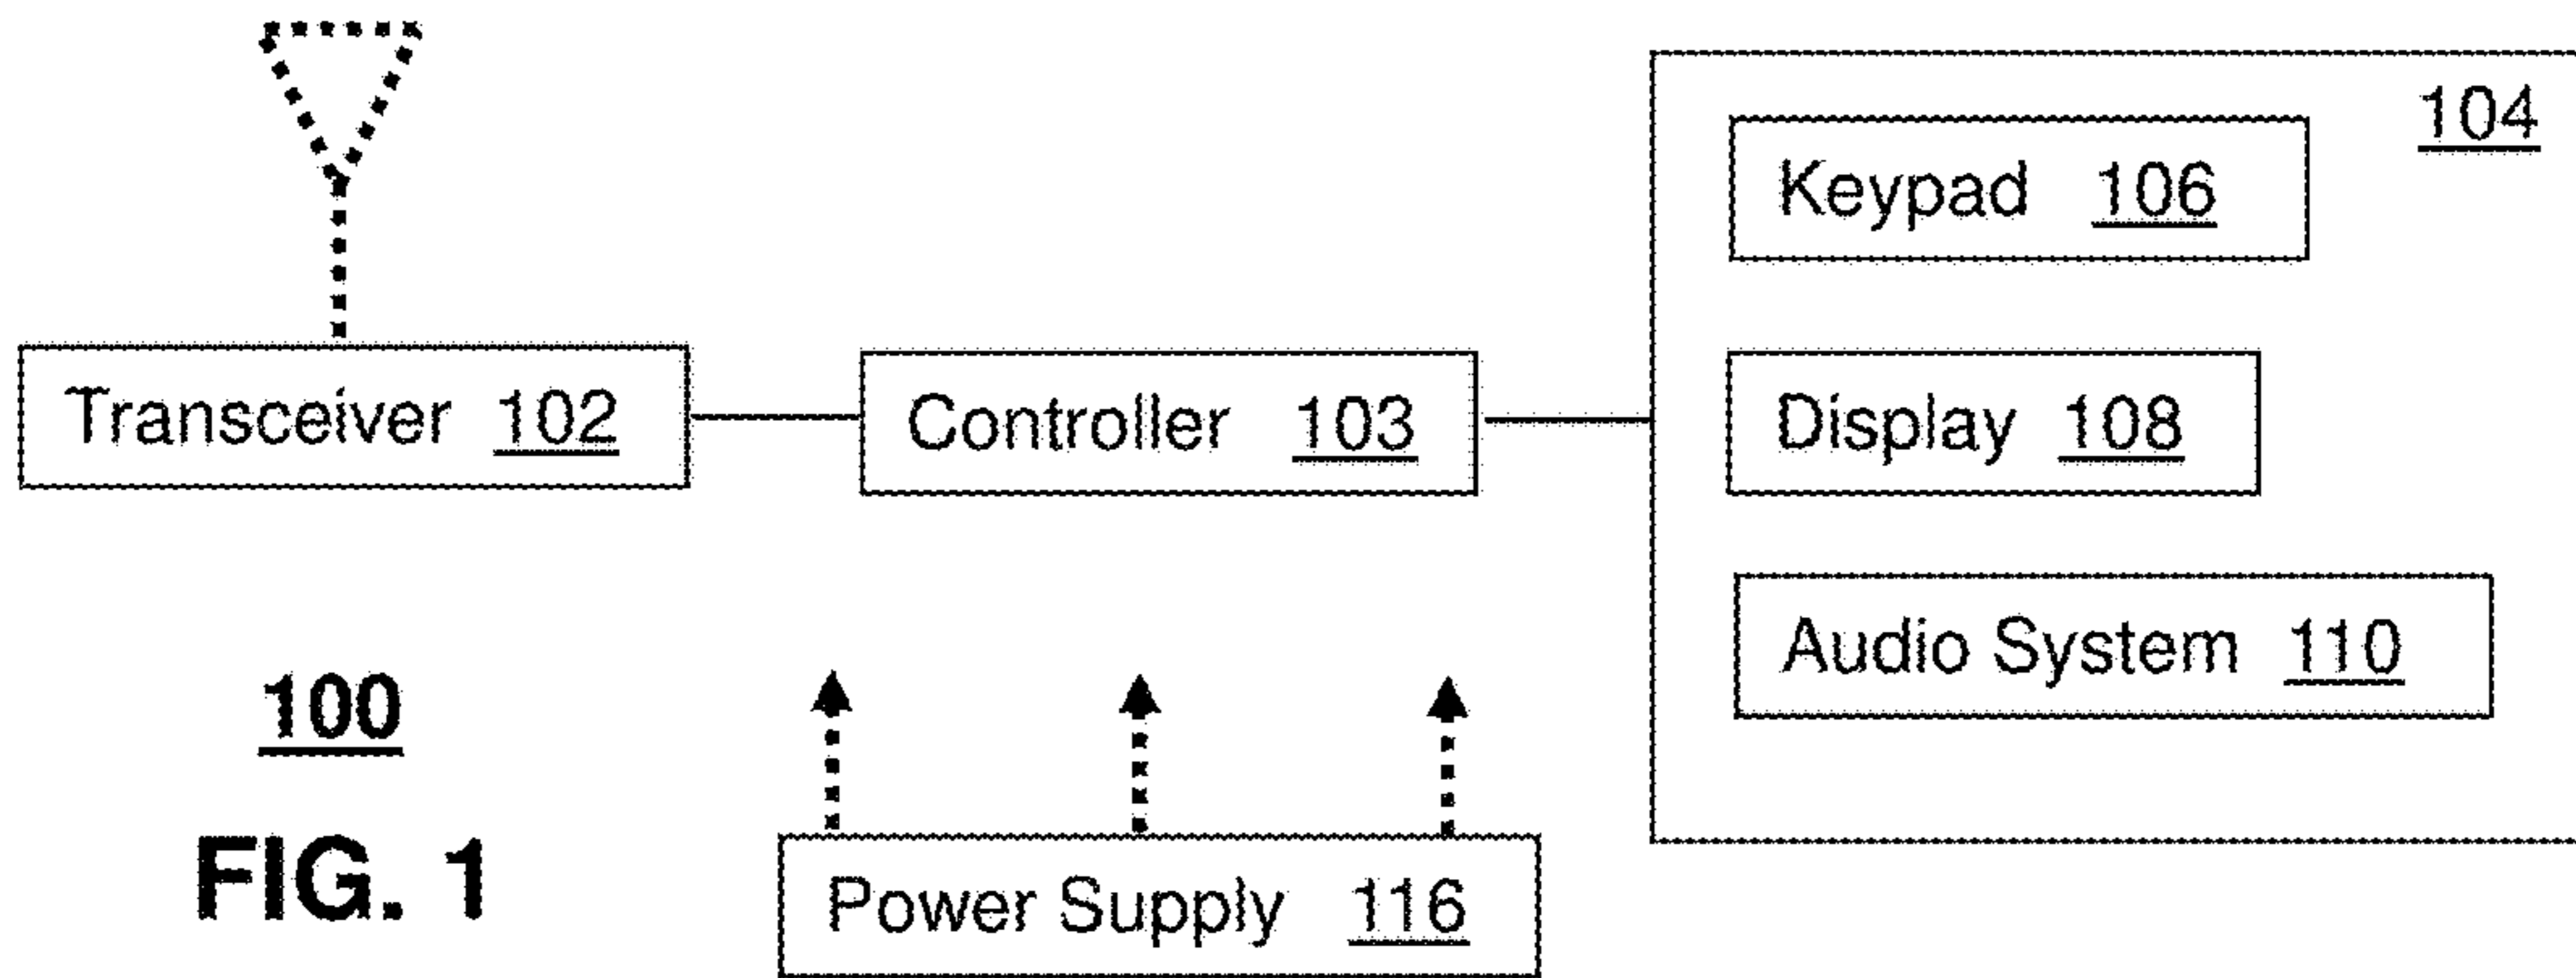 104
Keypad 106
Transceiver 102
Controller 103
Display 108
Audio System 110
100
FIG. 1
Power Supply 116